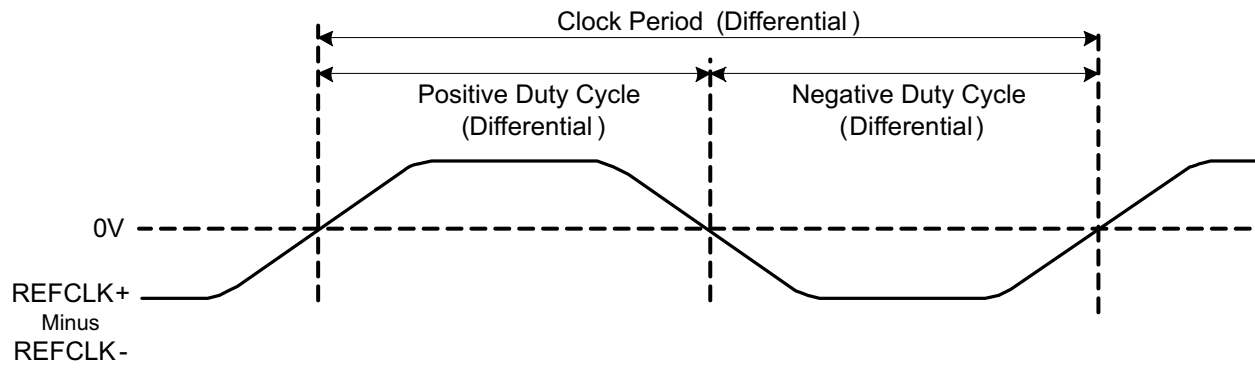 Clock Period (Differential )
Positive Duty Cycle
(Differential )
Negative Duty Cycle
(Differential )
0V
REFCLK+
Minus
REFCLK-